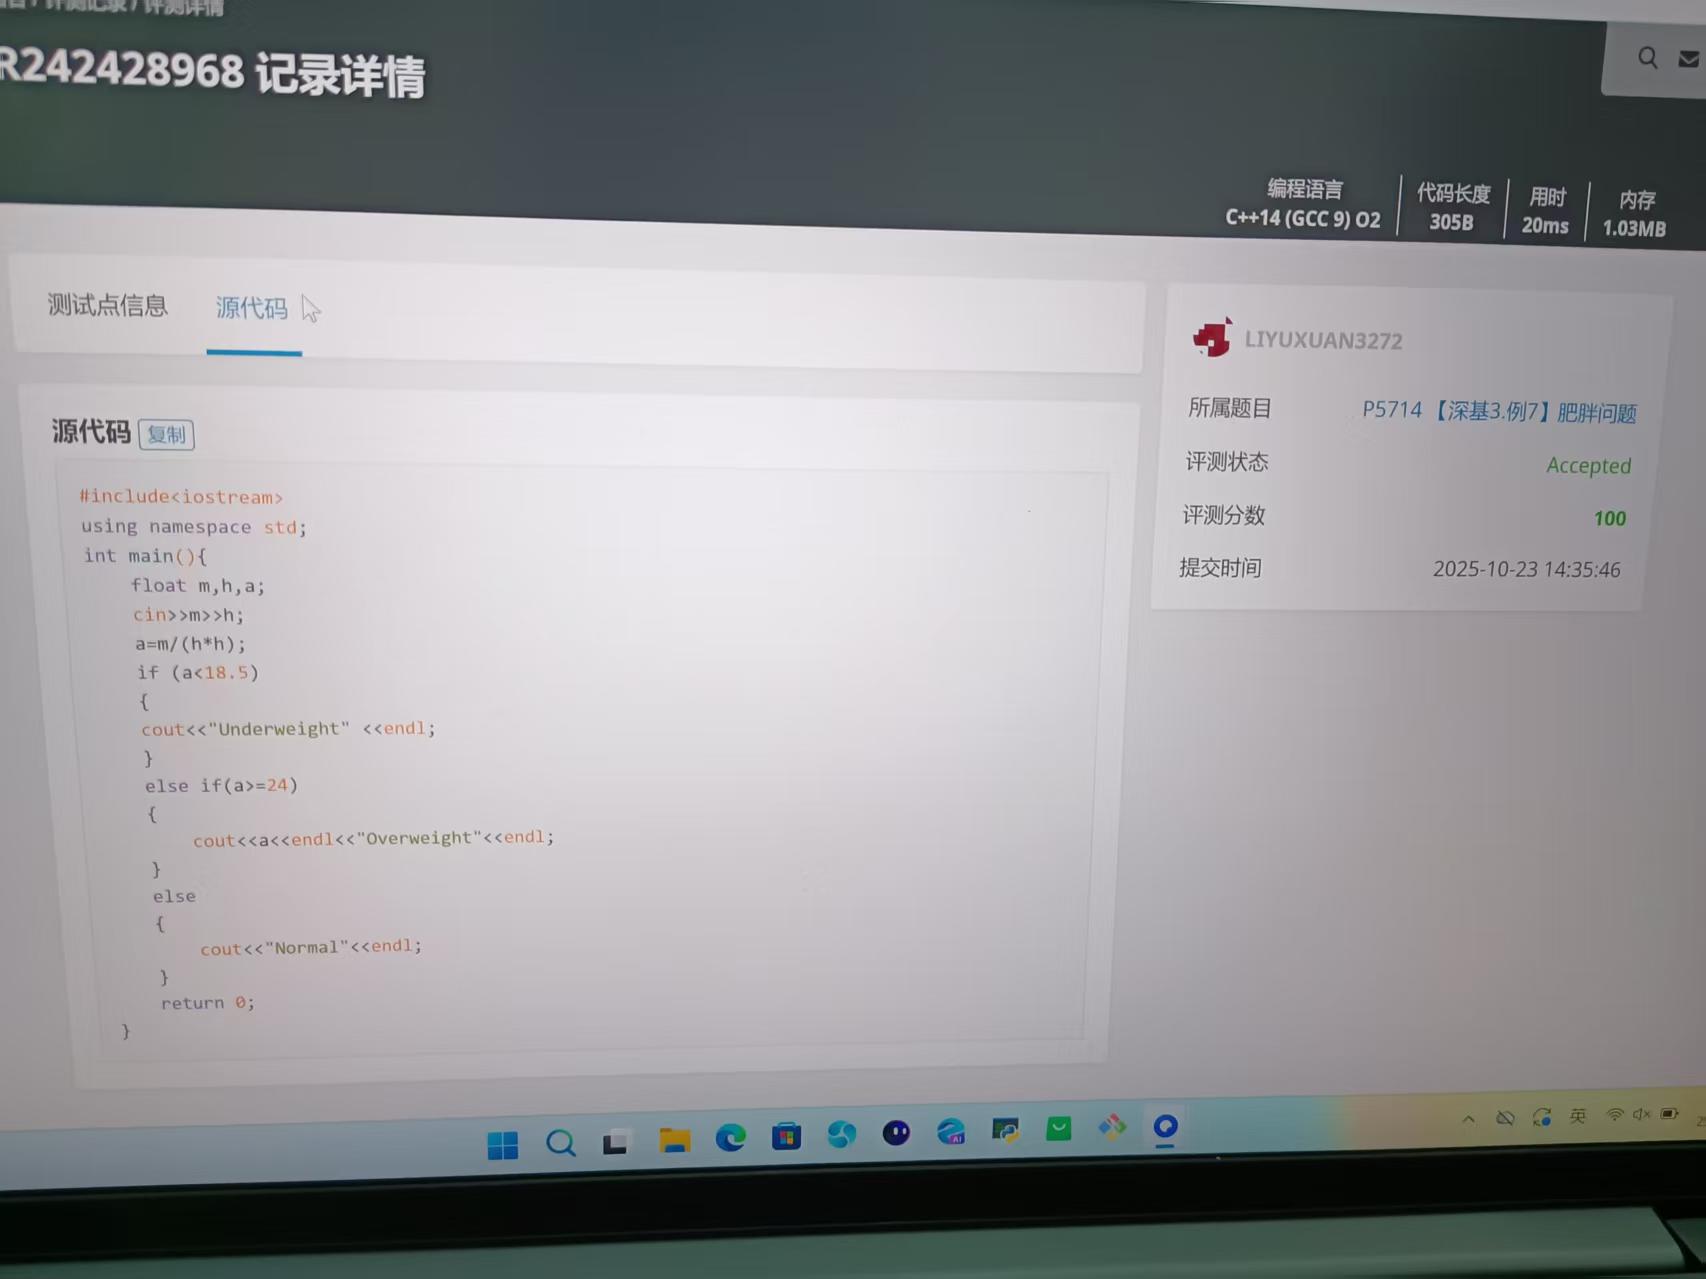 评测记录 / 评测详情
R242428968 记录详情
编程语言
C++14 (GCC 9) O2
代码长度
305B
用时
20ms
内存
1.03MB
测试点信息
源代码
源代码 复制
#include<iostream>
using namespace std;
int main(){
float m,h,a;
cin>>m>>h;
a=m/(h*h);
if (a<18.5)
{
cout<<"Underweight" <<endl;
}
else if(a>=24)
{
cout<<a<<endl<<"Overweight"<<endl;
}
else
{
cout<<"Normal"<<endl;
}
return 0;
}
LIYUXUAN3272
所属题目 P5714 【深基3.例7】肥胖问题
评测状态 Accepted
评测分数 100
提交时间 2025-10-23 14:35:46
AI
英